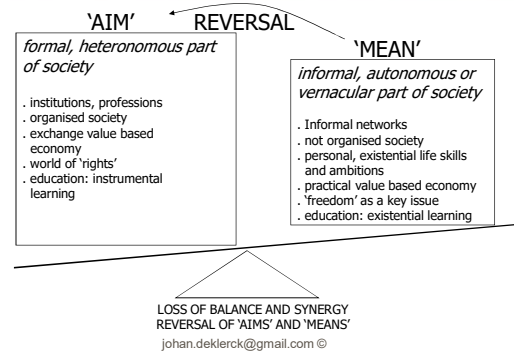 ‘AIM’ REVERSAL
‘MEAN’
formal, heteronomous part
of society
. institutions, professions
. organised society
. exchange value based
economy
. world of ‘rights’
. education: instrumental
learning
informal, autonomous or
vernacular part of society
. Informal networks
. not organised society
. personal, existential life skills
and ambitions
. practical value based economy
. ‘freedom’ as a key issue
. education: existential learning
LOSS OF BALANCE AND SYNERGY
REVERSAL OF ‘AIMS’ AND ‘MEANS’
johan.deklerck@gmail.com ©